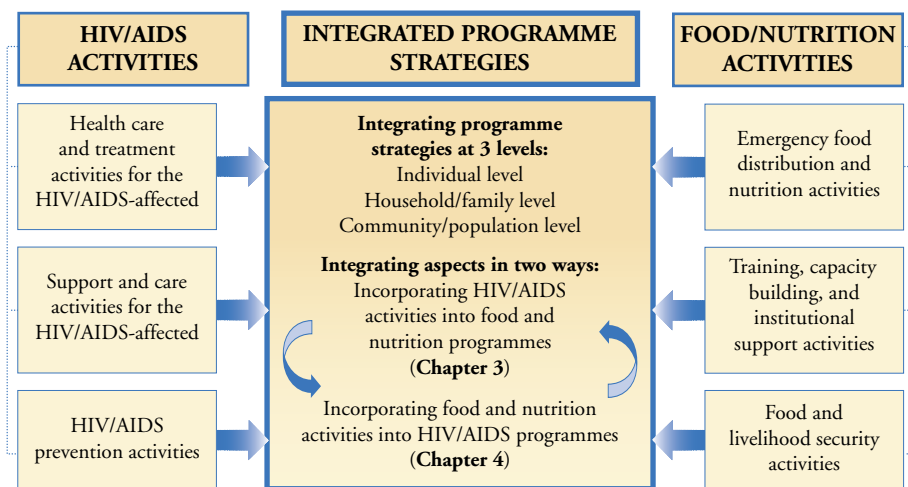 HIV/AIDS
ACTIVITIES
INTEGRATED PROGRAMME
STRATEGIES
FOOD/NUTRITION
ACTIVITIES
Health care
and treatment
activities for the
HIV/AIDS-affected
Support and care
activities for the
HIV/AIDS-affected
HIV/AIDS
prevention activities
Integrating programme
strategies at 3 levels:
Individual level
Household/family level
Community/population level
Integrating aspects in two ways:
Incorporating HIV/AIDS
activities into food and
nutrition programmes
(Chapter 3)
Incorporating food and nutrition
activities into HIV/AIDS programmes
(Chapter 4)
Emergency food
distribution and
nutrition activities
Training, capacity
building, and
institutional
support activities
Food and
livelihood security
activities